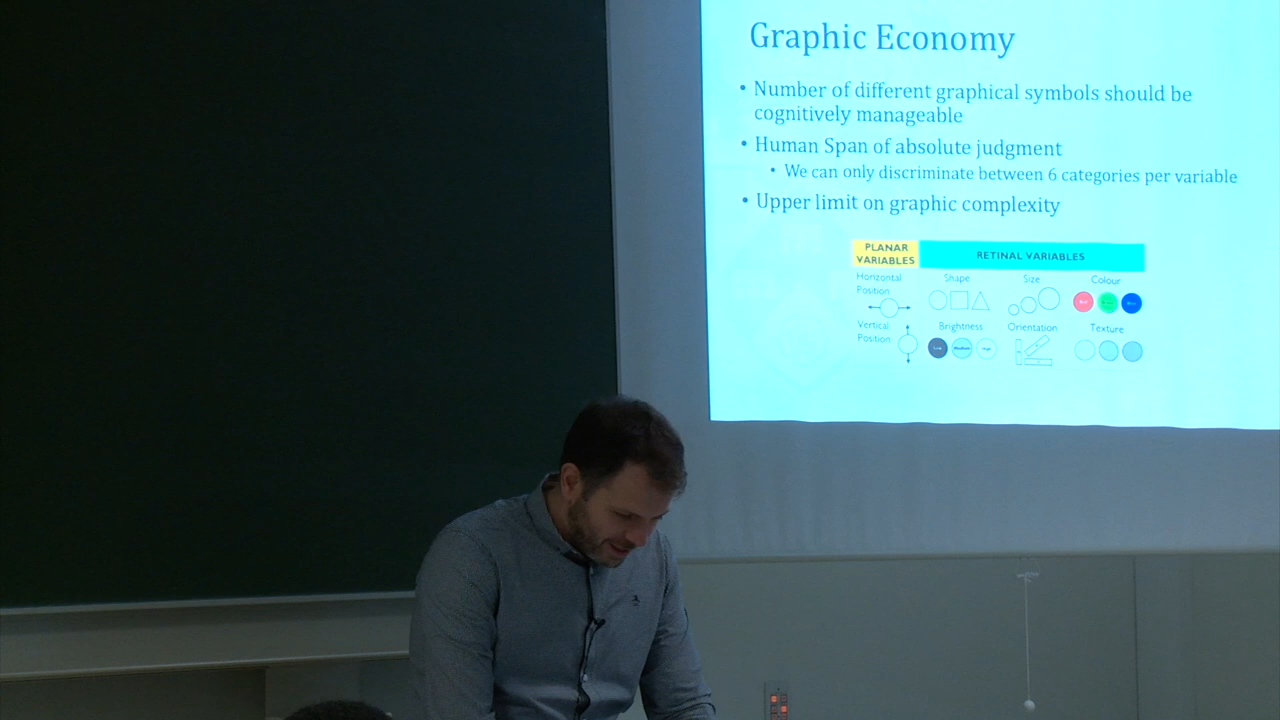 Graphic Economy
• Number of different graphical symbols should be
cognitively manageable
• Human Span of absolute judgment
• We can only discriminate between 6 categories per variable
• Upper limit on graphic complexity
PLANAR
VARIABLES
RETINAL VARIABLES
Horizontal
Position
Shape
Size
Colour
Vertical
Position
Brightness
Orientation
Texture